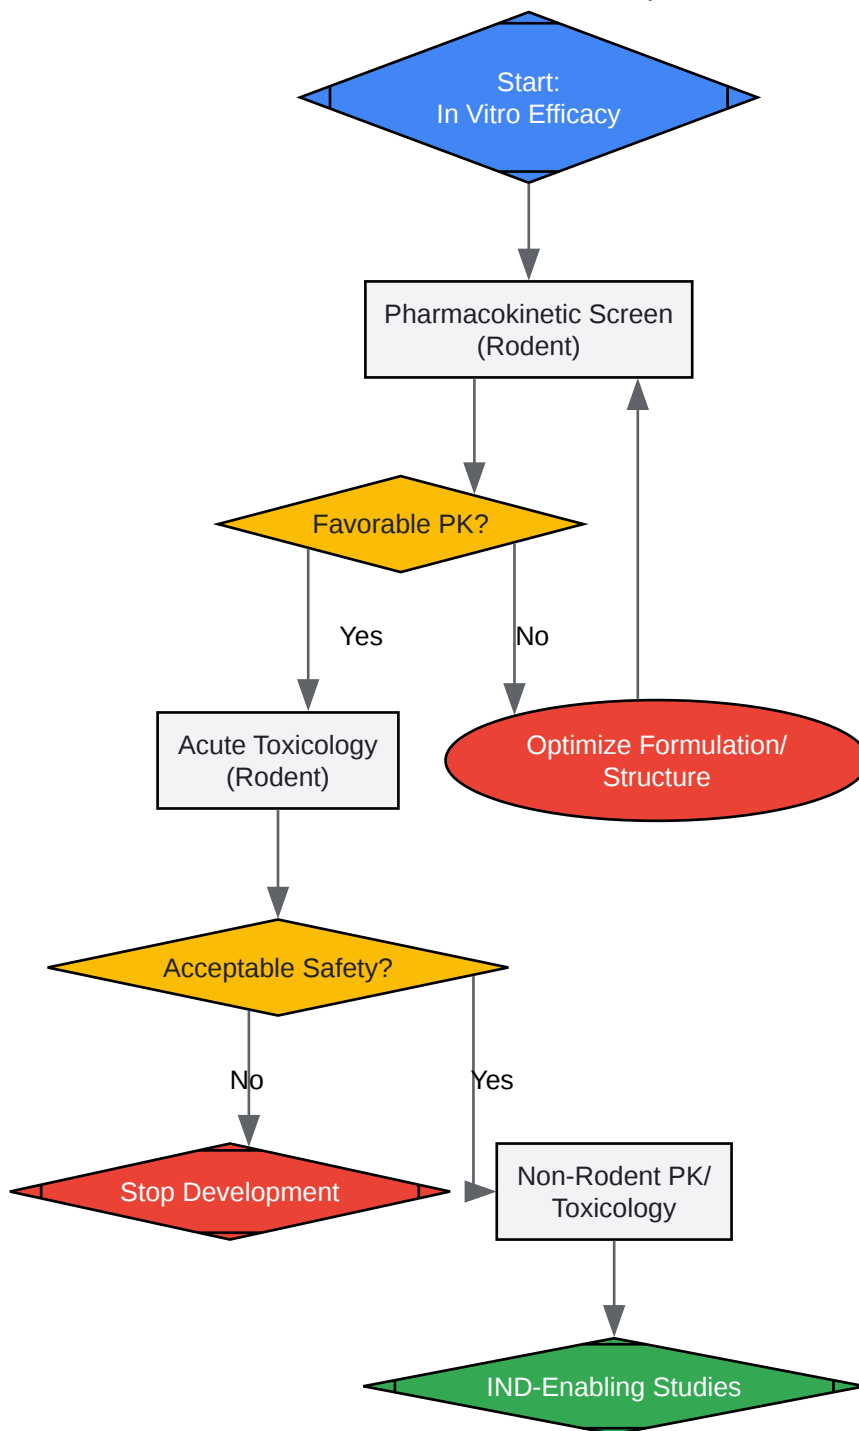 Start:
In Vitro Efficacy
Pharmacokinetic Screen
(Rodent)
Favorable PK?
Yes
No
Acute Toxicology
(Rodent)
Optimize Formulation/
Structure
Acceptable Safety?
No
Yes
Stop Development
Non-Rodent PK/
Toxicology
IND-Enabling Studies